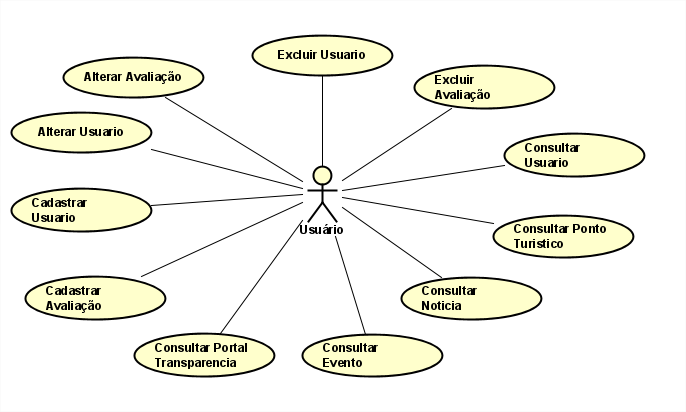 Excluir Usuario
Alterar Avaliação
Excluir
Avaliação
Alterar Usuario
Consultar
Usuario
Cadastrar
Usuario
Usuário
Consultar Ponto
Turistico
Cadastrar
Avaliação
Consultar
Noticia
Consultar Portal
Transparencia
Consultar
Evento